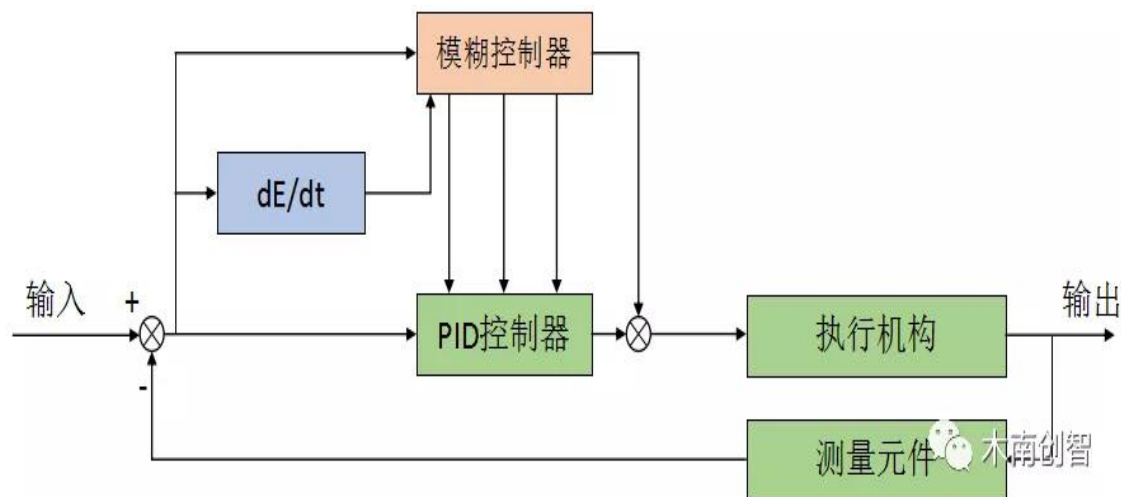 模糊控制器
dE/dt
输入
+
-
PID控制器
执行机构
输出
测量元件
木南创智